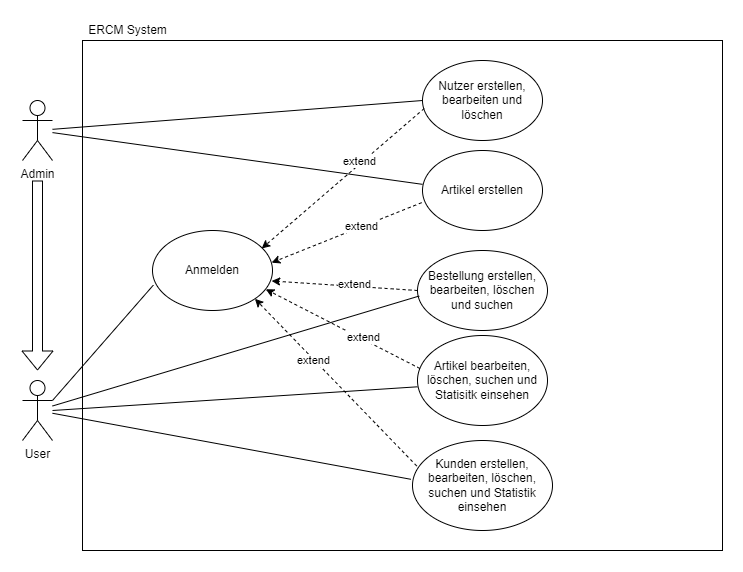 ERCM System
Nutzer erstellen,
bearbeiten und
löschen
Admin
extend
Artikel erstellen
extend
Anmelden
extend
Bestellung erstellen,
bearbeiten, löschen
und suchen
extend
extend
Artikel bearbeiten,
löschen, suchen und
Statisitk einsehen
User
Kunden erstellen,
bearbeiten, löschen,
suchen und Statistik
einsehen